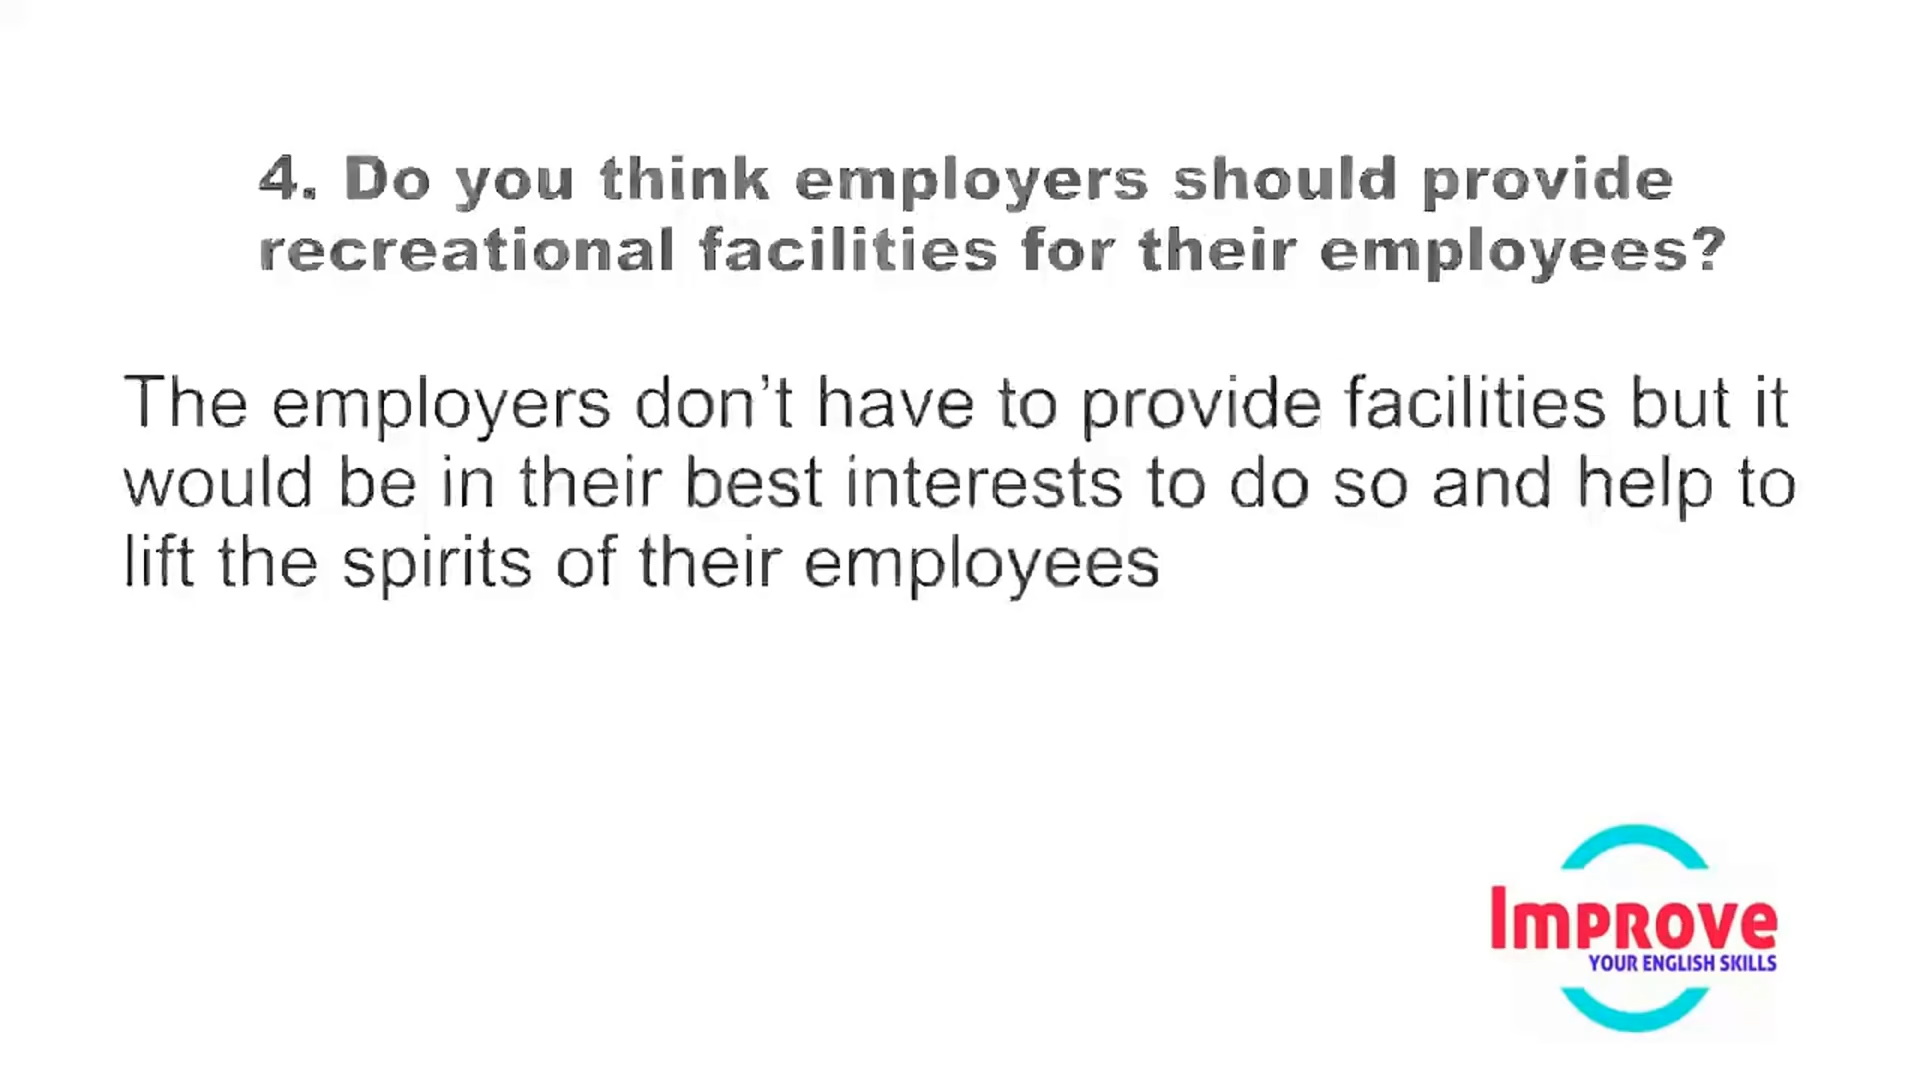 4. Do you think employers should provide
recreational facilities for their employees?
The employers don't have to provide facilities but it
would be in their best interests to do so and help to
lift the spirits of their employees
Improve
YOUR ENGLISH SKILLS